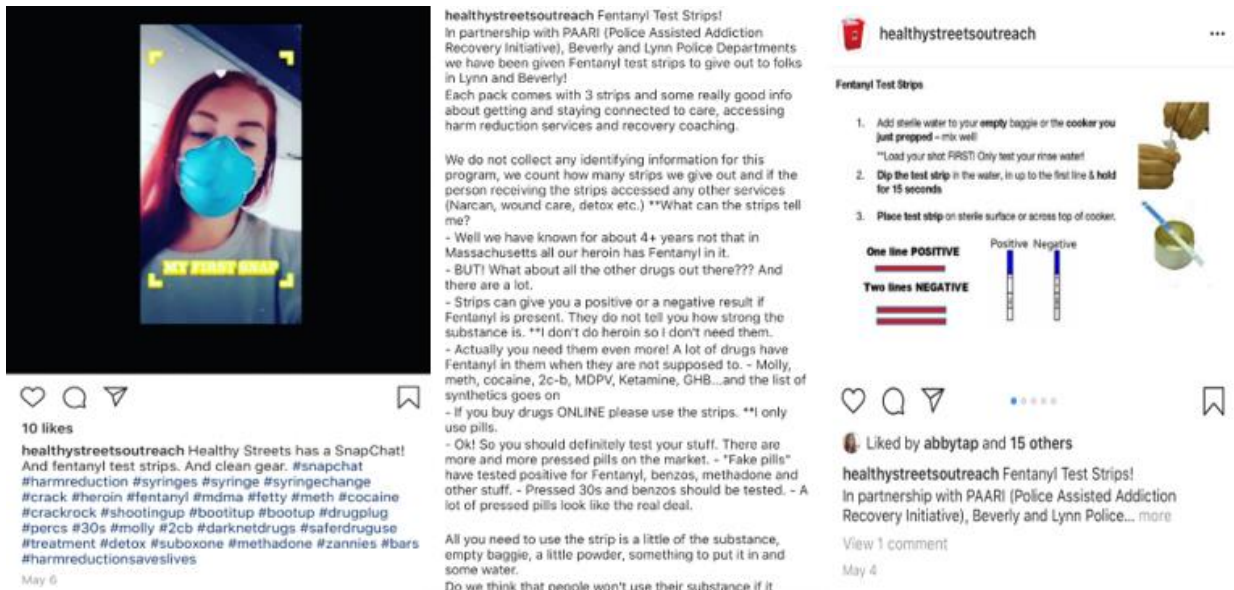 MY FIRST SNAP
10 likes
healthystreetsoutreach Healthy Streets has a SnapChat!
And fentanyl test strips. And clean gear. #snapchat
#harmreduction #syringes #syringe #syringechange
#crack #heroin #fentanyl #mdma #fetty #meth #cocaine
#crackrock #shootingup #bootitup #bootup #drugplug
#percs #30s #molly #2cb #darknetdrugs #saferdruguse
#treatment #detox #suboxone #methadone #zannies #bars
#harmreductionsaveslives
May 6
healthystreetsoutreach Fentanyl Test Strips!
In partnership with PAARI (Police Assisted Addiction
Recovery Initiative), Beverly and Lynn Police Departments
we have been given Fentanyl test strips to give out to folks
in Lynn and Beverly!
Each pack comes with 3 strips and some really good info
about getting and staying connected to care, accessing
harm reduction services and recovery coaching.
We do not collect any identifying information for this
program, we count how many strips we give out and if the
person receiving the strips accessed any other services
(Narcan, wound care, detox etc.) **What can the strips tell
me?
- Well we have known for about 4+ years not that in
Massachusetts all our heroin has Fentanyl in it.
- BUT! What about all the other drugs out there??? And
there are a lot.
- Strips can give you a positive or a negative result if
Fentanyl is present. They do not tell you how strong the
substance is. **I don't do heroin so I don't need them.
- Actually you need them even more! A lot of drugs have
Fentanyl in them when they are not supposed to. - Molly,
meth, cocaine, 2c-b, MDPV, Ketamine, GHB...and the list of
synthetics goes on
- If you buy drugs ONLINE please use the strips. **I only
use pills.
- Ok! So you should definitely test your stuff. There are
more and more pressed pills on the market. - "Fake pills"
have tested positive for Fentanyl, benzos, methadone and
other stuff. - Pressed 30s and benzos should be tested. - A
lot of pressed pills look like the real deal.
All you need to use the strip is a little of the substance,
empty baggie, a little powder, something to put it in and
some water.
Do we think that people won't use their substance if it
healthystreetsoutreach
Fentanyl Test Strips
1. Add sterile water to your empty baggie or the cooker you
just prepped – mix well!
**Load your shot FIRST! Only test your rinse water!
2. Dip the test strip in the water, in up to the first line & hold
for 15 seconds
3. Place test strip on sterile surface or across top of cooker.
One line POSITIVE
Two lines NEGATIVE
Positive Negative
Liked by abbytap and 15 others
healthystreetsoutreach Fentanyl Test Strips!
In partnership with PAARI (Police Assisted Addiction
Recovery Initiative), Beverly and Lynn Police... more
View 1 comment
May 4